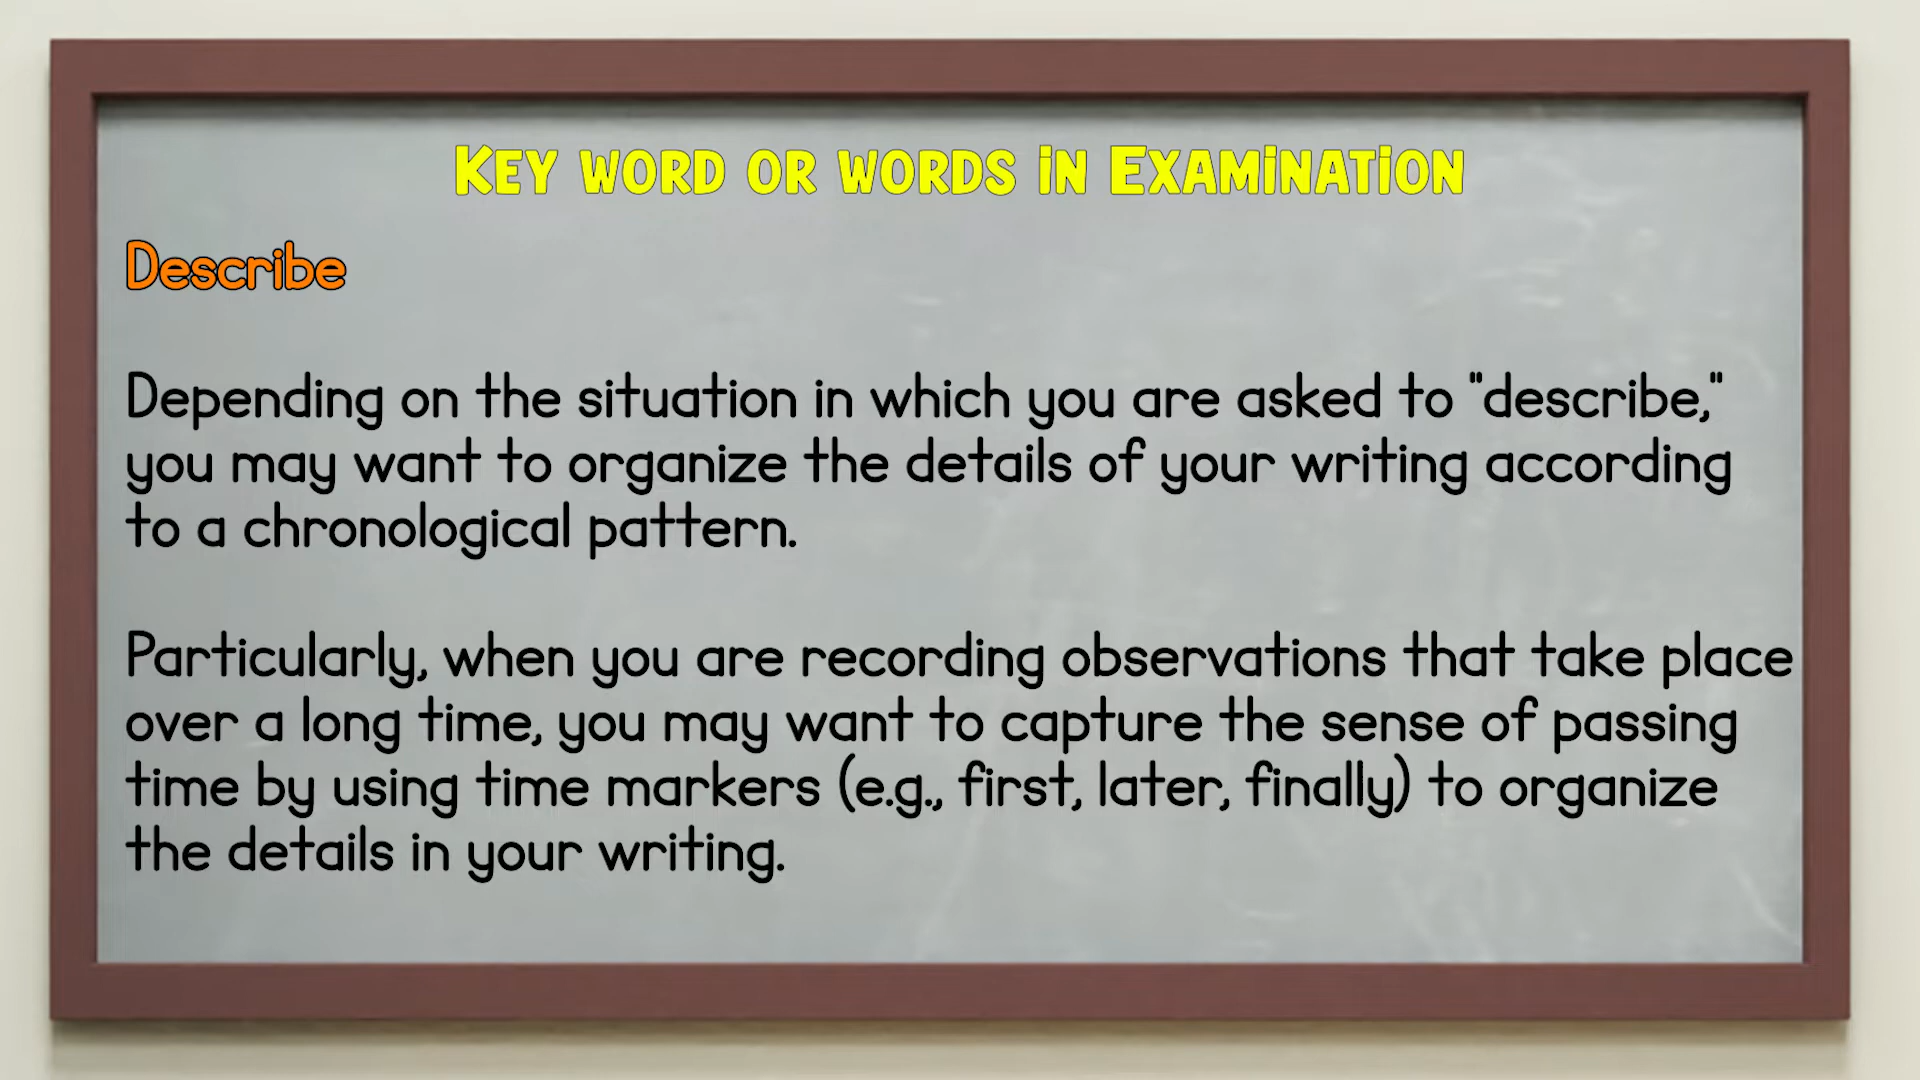 Key word or words in Examination
Describe
Depending on the situation in which you are asked to "describe,"
you may want to organize the details of your writing according
to a chronological pattern.
Particularly, when you are recording observations that take place
over a long time, you may want to capture the sense of passing
time by using time markers (e.g., first, later, finally) to organize
the details in your writing.